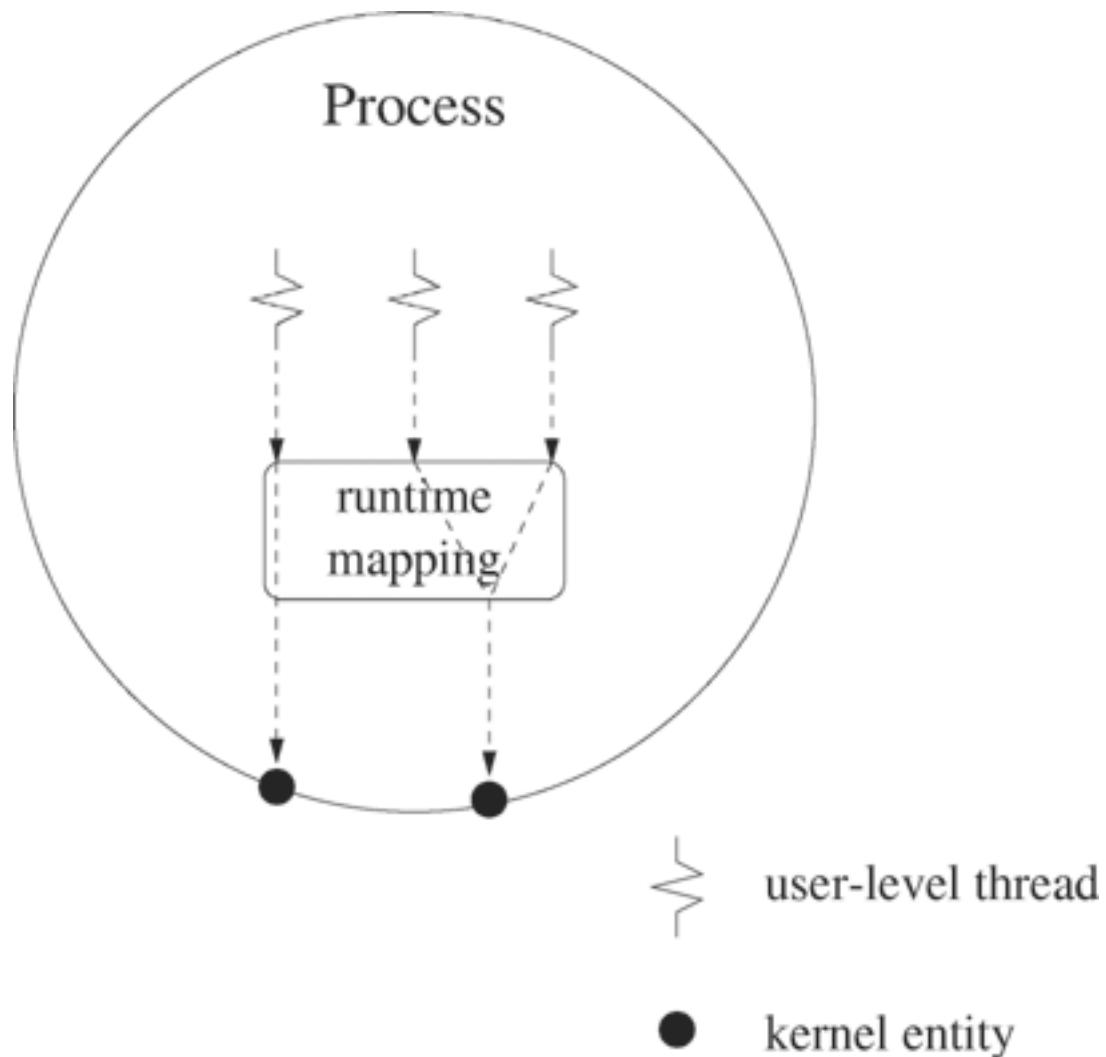 Process
runtime
mapping
user-level thread
kernel entity